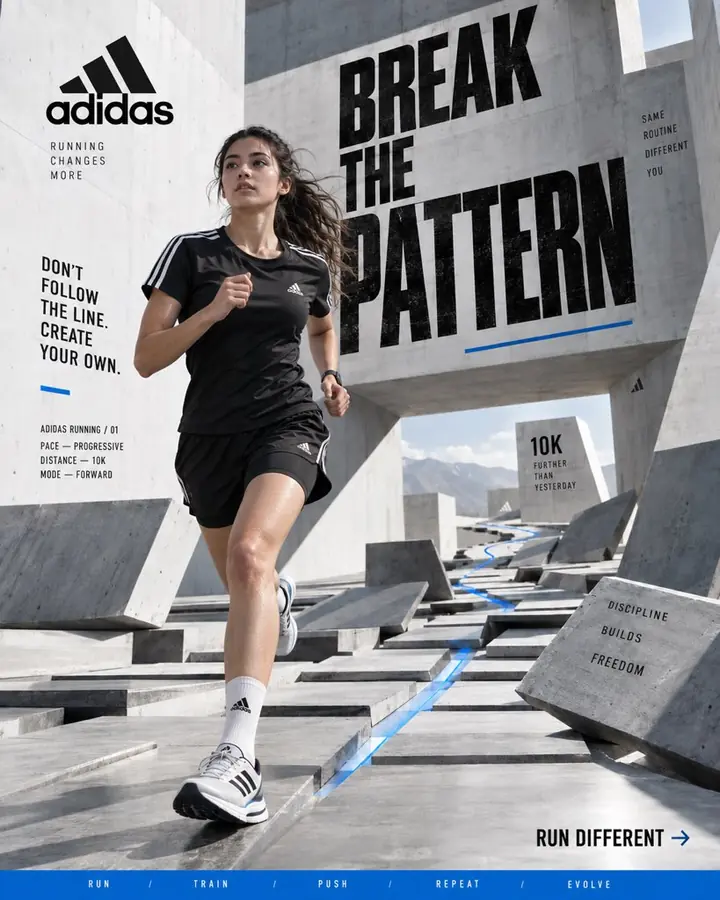 adidas
RUNNING
CHANGES
MORE
BREAK
THE
PATTERN
SAME
ROUTINE
DIFFERENT
YOU
DON'T
FOLLOW
THE LINE.
CREATE
YOUR OWN.
ADIDAS RUNNING / 01
PACE — PROGRESSIVE
DISTANCE — 10K
MODE — FORWARD
10K
FURTHER
THAN
YESTERDAY
DISCIPLINE
BUILDS
FREEDOM
RUN DIFFERENT →
RUN / TRAIN / PUSH / REPEAT / EVOLVE